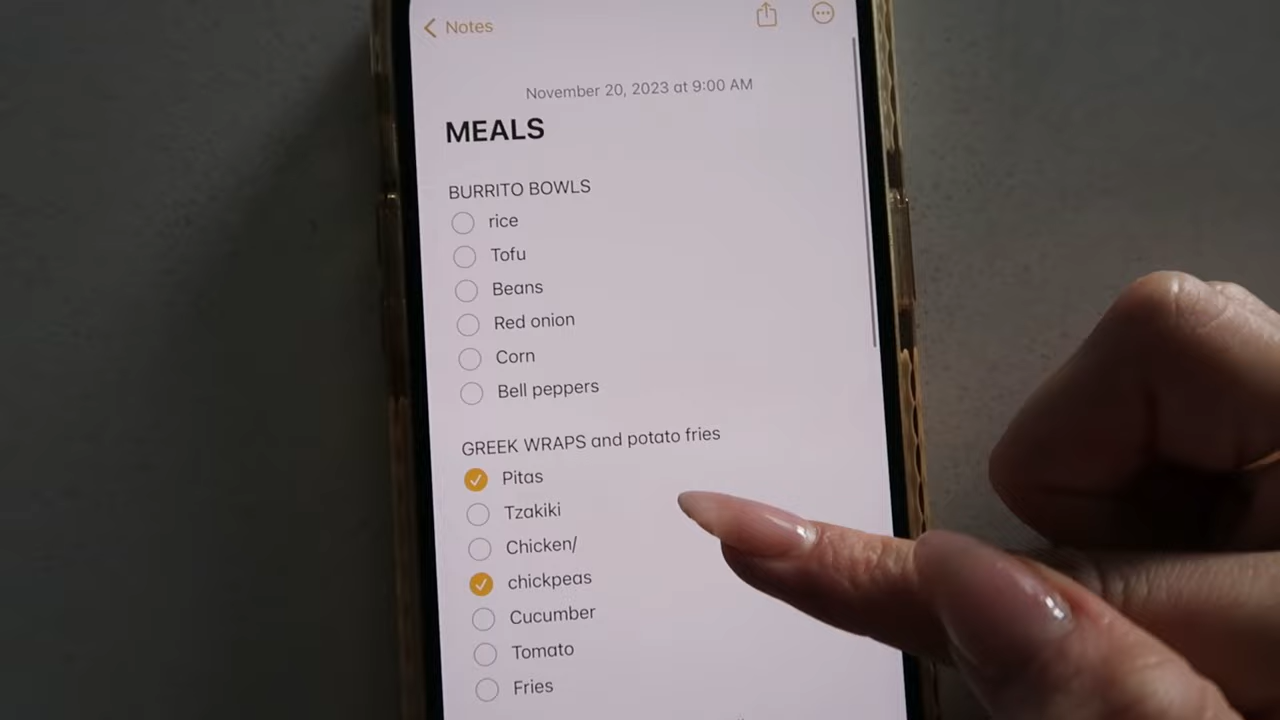 Notes
November 20, 2023 at 9:00 AM
MEALS
BURRITO BOWLS
rice
Tofu
Beans
Red onion
Corn
Bell peppers
GREEK WRAPS and potato fries
Pitas
Tzakiki
Chicken/
chickpeas
Cucumber
Tomato
Fries